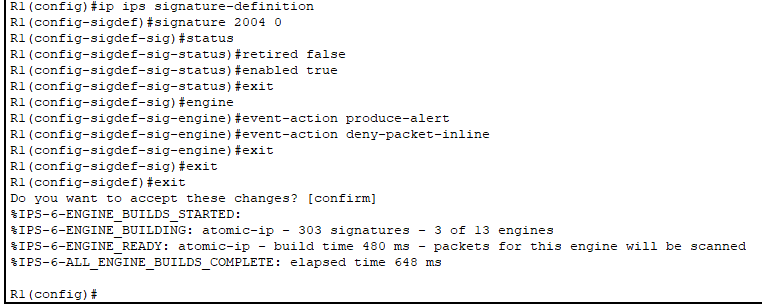 R1(config)#ip ips signature-definition
R1(config-sigdef)#signature 2004 0
R1(config-sigdef-sig)#status
R1(config-sigdef-sig-status)#retired false
R1(config-sigdef-sig-status)#enabled true
R1(config-sigdef-sig-status)#exit
R1(config-sigdef-sig)#engine
R1(config-sigdef-sig-engine)#event-action produce-alert
R1(config-sigdef-sig-engine)#event-action deny-packet-inline
R1(config-sigdef-sig-engine)#exit
R1(config-sigdef-sig)#exit
R1(config-sigdef)#exit
Do you want to accept these changes? [confirm]
%IPS-6-ENGINE_BUILDS_STARTED:
%IPS-6-ENGINE_BUILDING: atomic-ip - 303 signatures - 3 of 13 engines
%IPS-6-ENGINE_READY: atomic-ip - build time 480 ms - packets for this engine will be scanned
%IPS-6-ALL_ENGINE_BUILDS_COMPLETE: elapsed time 648 ms
R1(config)#